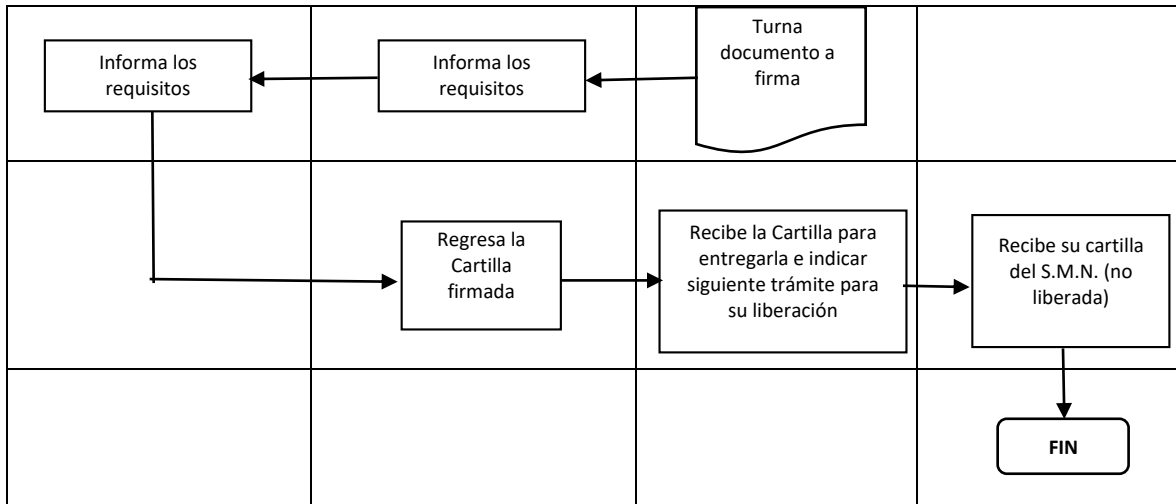 Informa los
requisitos
Informa los
requisitos
Turna
documento a
firma
Regresa la
Cartilla
firmada
Recibe la Cartilla para
entregarla e indicar
siguiente trámite para
su liberación
Recibe su cartilla
del S.M.N. (no
liberada)
FIN